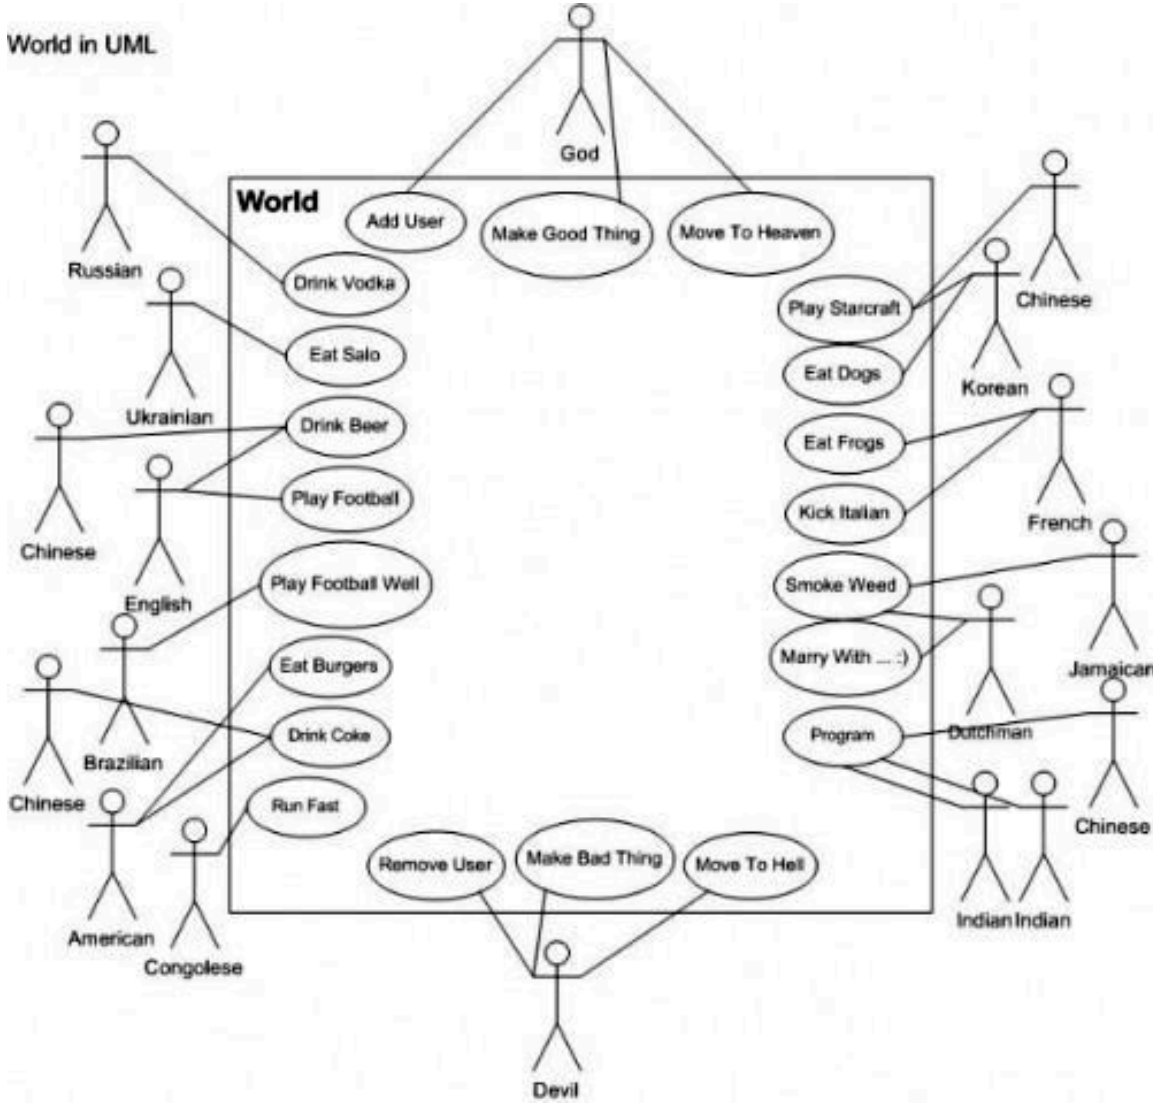 World in UML
God
World
Add User
Make Good Thing
Move To Heaven
Russian
Drink Vodka
Ukrainian
Eat Salo
Chinese
Drink Beer
English
Play Football
Play Football Well
Brazilian
Eat Burgers
Chinese
Drink Coke
American
Run Fast
Congolese
Chinese
Play Starcraft
Korean
Eat Dogs
French
Eat Frogs
Kick Italian
Jamaican
Smoke Weed
Dutchman
Marry With ... :)
Chinese
Program
Indian
Indian
Remove User
Make Bad Thing
Move To Hell
Devil